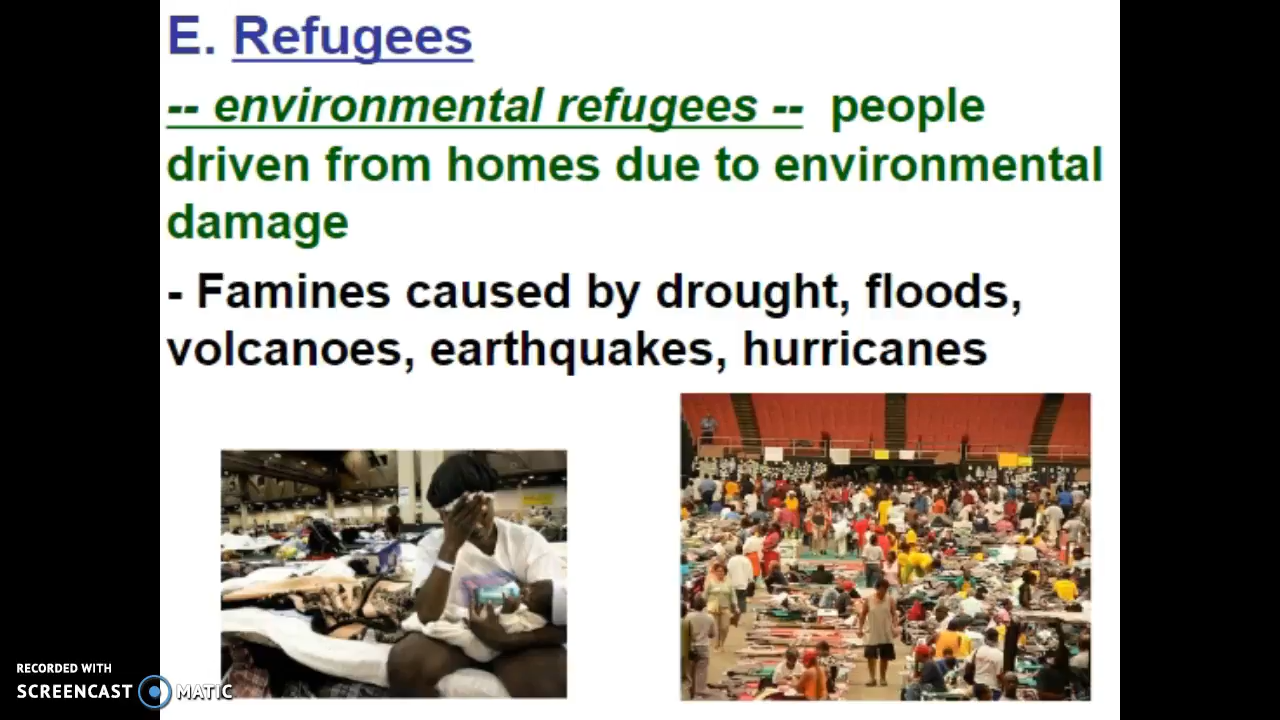 E. Refugees
-- environmental refugees -- people
driven from homes due to environmental
damage
- Famines caused by drought, floods,
volcanoes, earthquakes, hurricanes
RECORDED WITH
SCREENCAST MATIC